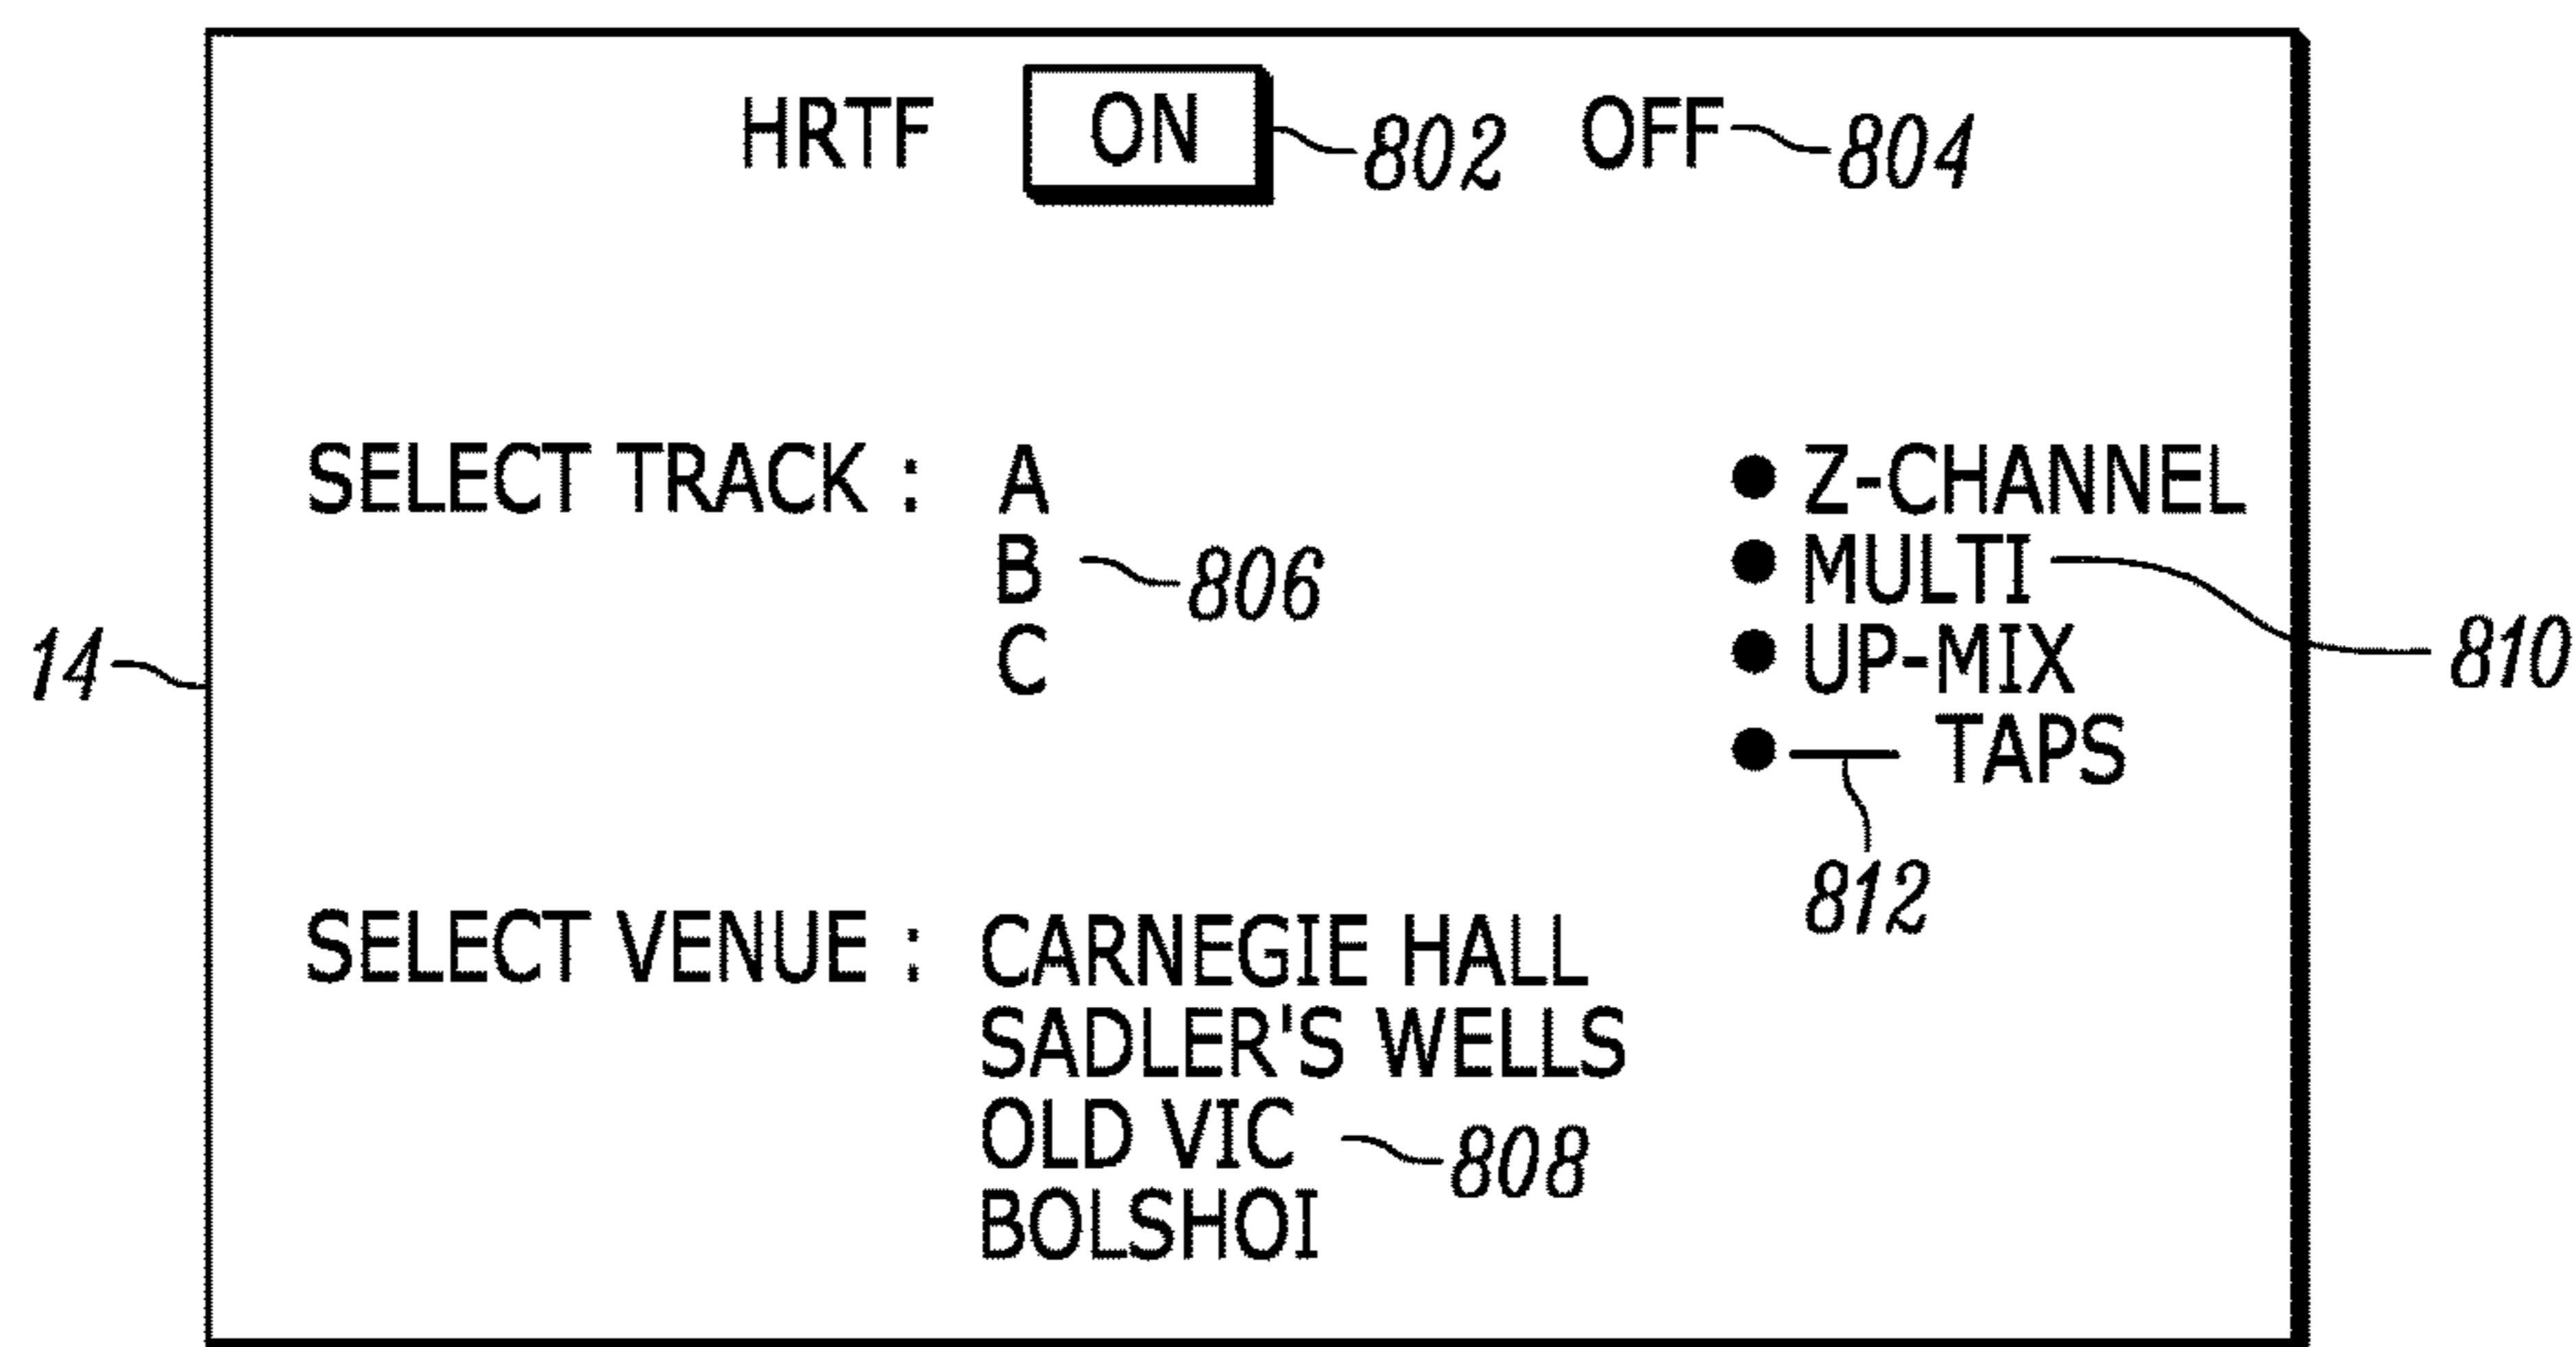 HRTF ON 802 OFF 804
SELECT TRACK : A
B 806
C
Z-CHANNEL
MULTI 810
UP-MIX
TAPS
812
14
SELECT VENUE : CARNEGIE HALL
SADLER'S WELLS
OLD VIC 808
BOLSHOI